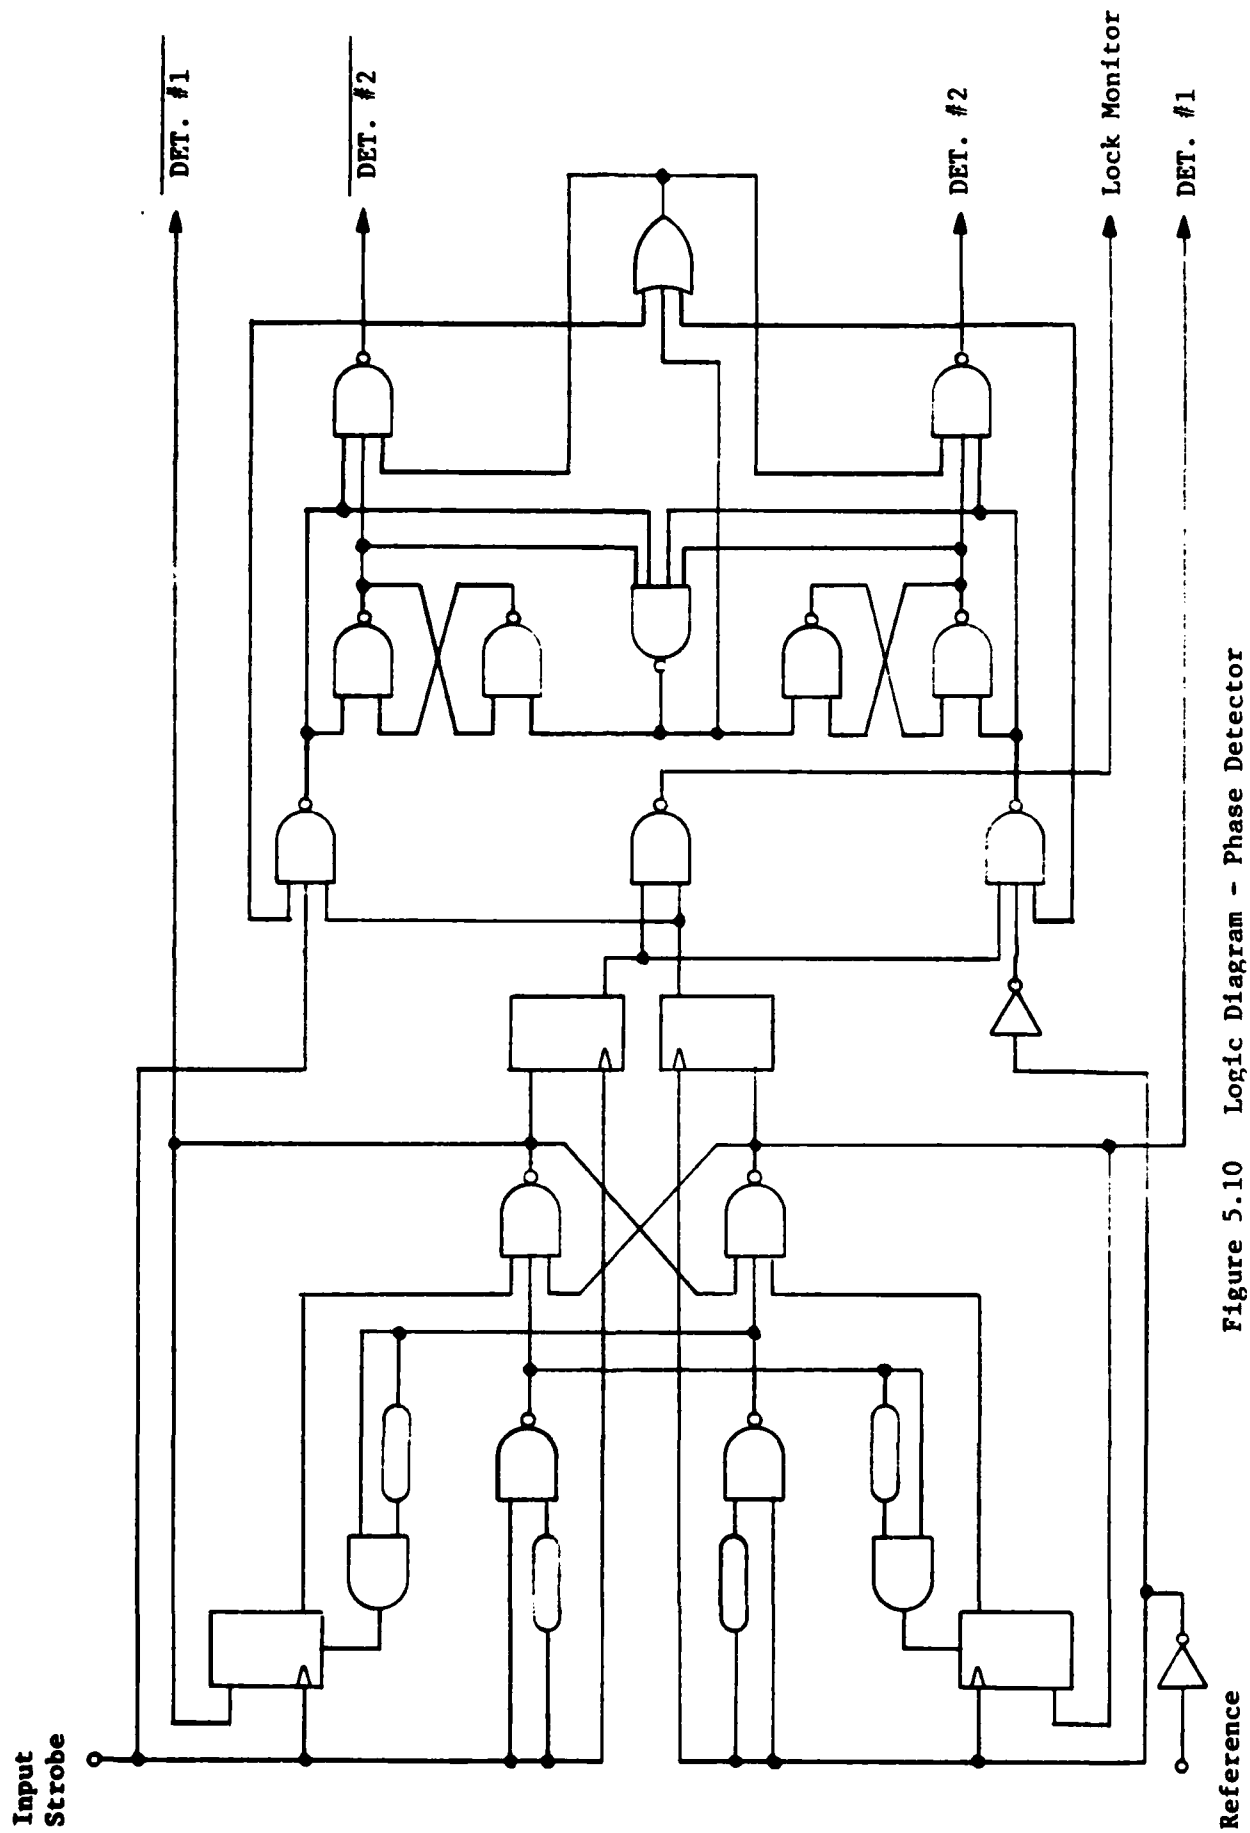 Input
Strobe
Reference
DET. #1
DET. #2
DET. #2
Lock Monitor
DET. #1
Figure 5.10 Logic Diagram - Phase Detector